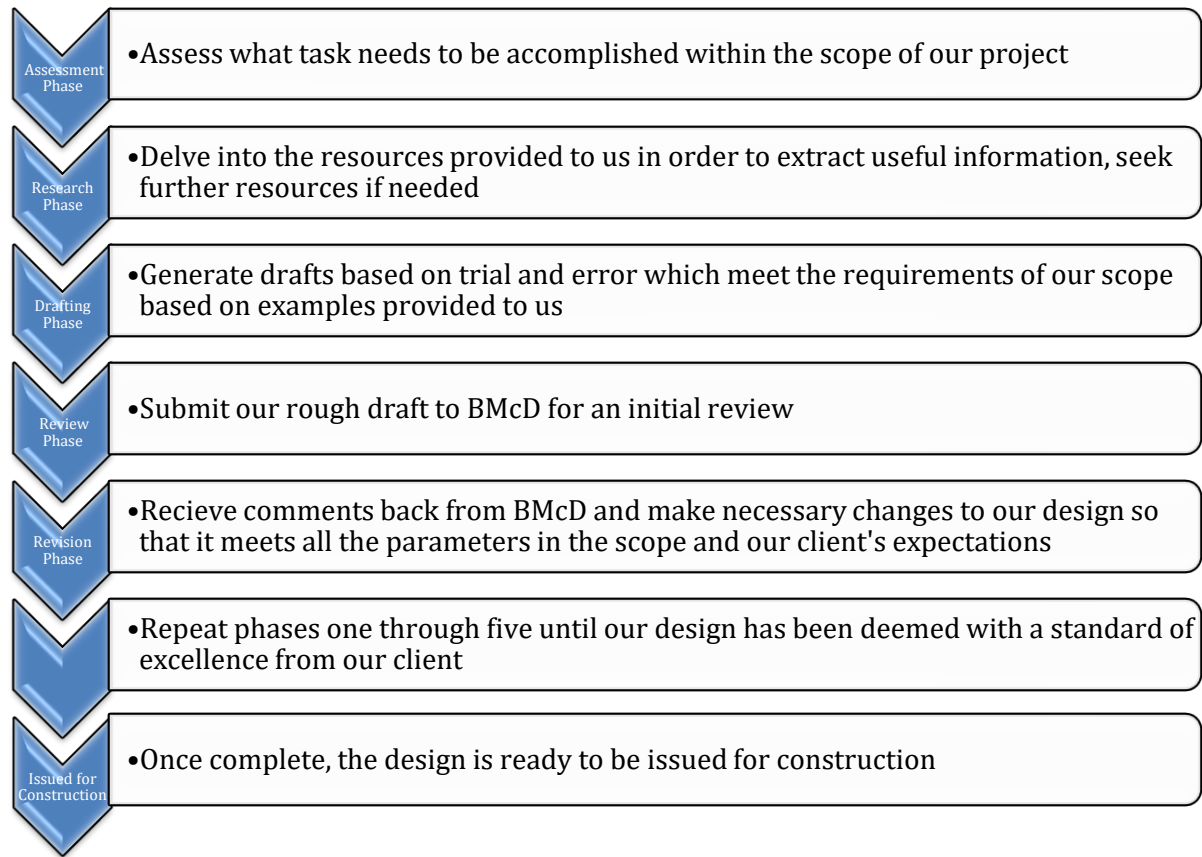 Assessment
Phase
•Assess what task needs to be accomplished within the scope of our project
Research
Phase
•Delve into the resources provided to us in order to extract useful information, seek
further resources if needed
Drafting
Phase
•Generate drafts based on trial and error which meet the requirements of our scope
based on examples provided to us
Review
Phase
•Submit our rough draft to BMcD for an initial review
Revision
Phase
•Recieve comments back from BMcD and make necessary changes to our design so
that it meets all the parameters in the scope and our client's expectations
•Repeat phases one through five until our design has been deemed with a standard of
excellence from our client
Issued for
Construction
•Once complete, the design is ready to be issued for construction